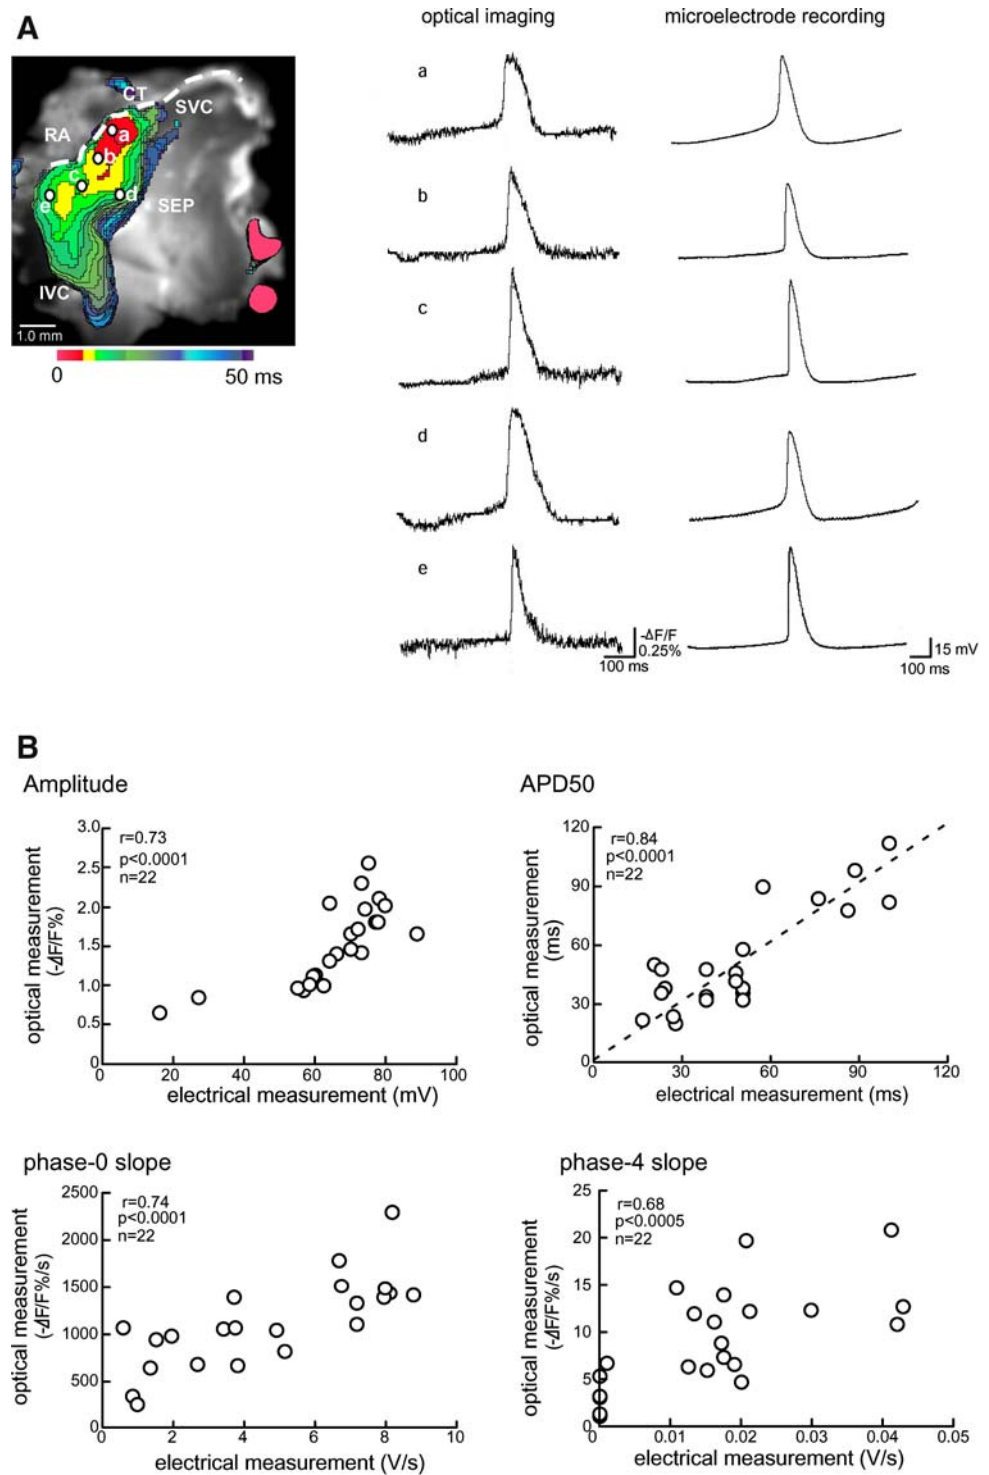 A
optical imaging
microelectrode recording
CT
SVC
RA
a
b
c
d
e
SEP
IVC
1.0 mm
0
50 ms
a
b
c
d
e
-ΔF/F
0.25%
100 ms
15 mV
100 ms
B
Amplitude
optical measurement
(-ΔF/F%)
3.0
2.5
2.0
1.5
1.0
0.5
0
r=0.73
p<0.0001
n=22
0
20
40
60
80
100
electrical measurement (mV)
APD50
optical measurement
(ms)
120
90
60
30
0
r=0.84
p<0.0001
n=22
0
30
60
90
120
electrical measurement (ms)
phase-0 slope
optical measurement
(-ΔF/F%/s)
2500
2000
1500
1000
500
0
r=0.74
p<0.0001
n=22
0
2
4
6
8
10
electrical measurement (V/s)
phase-4 slope
optical measurement
(-ΔF/F%/s)
25
20
15
10
5
0
r=0.68
p<0.0005
n=22
0
0.01
0.02
0.03
0.04
0.05
electrical measurement (V/s)